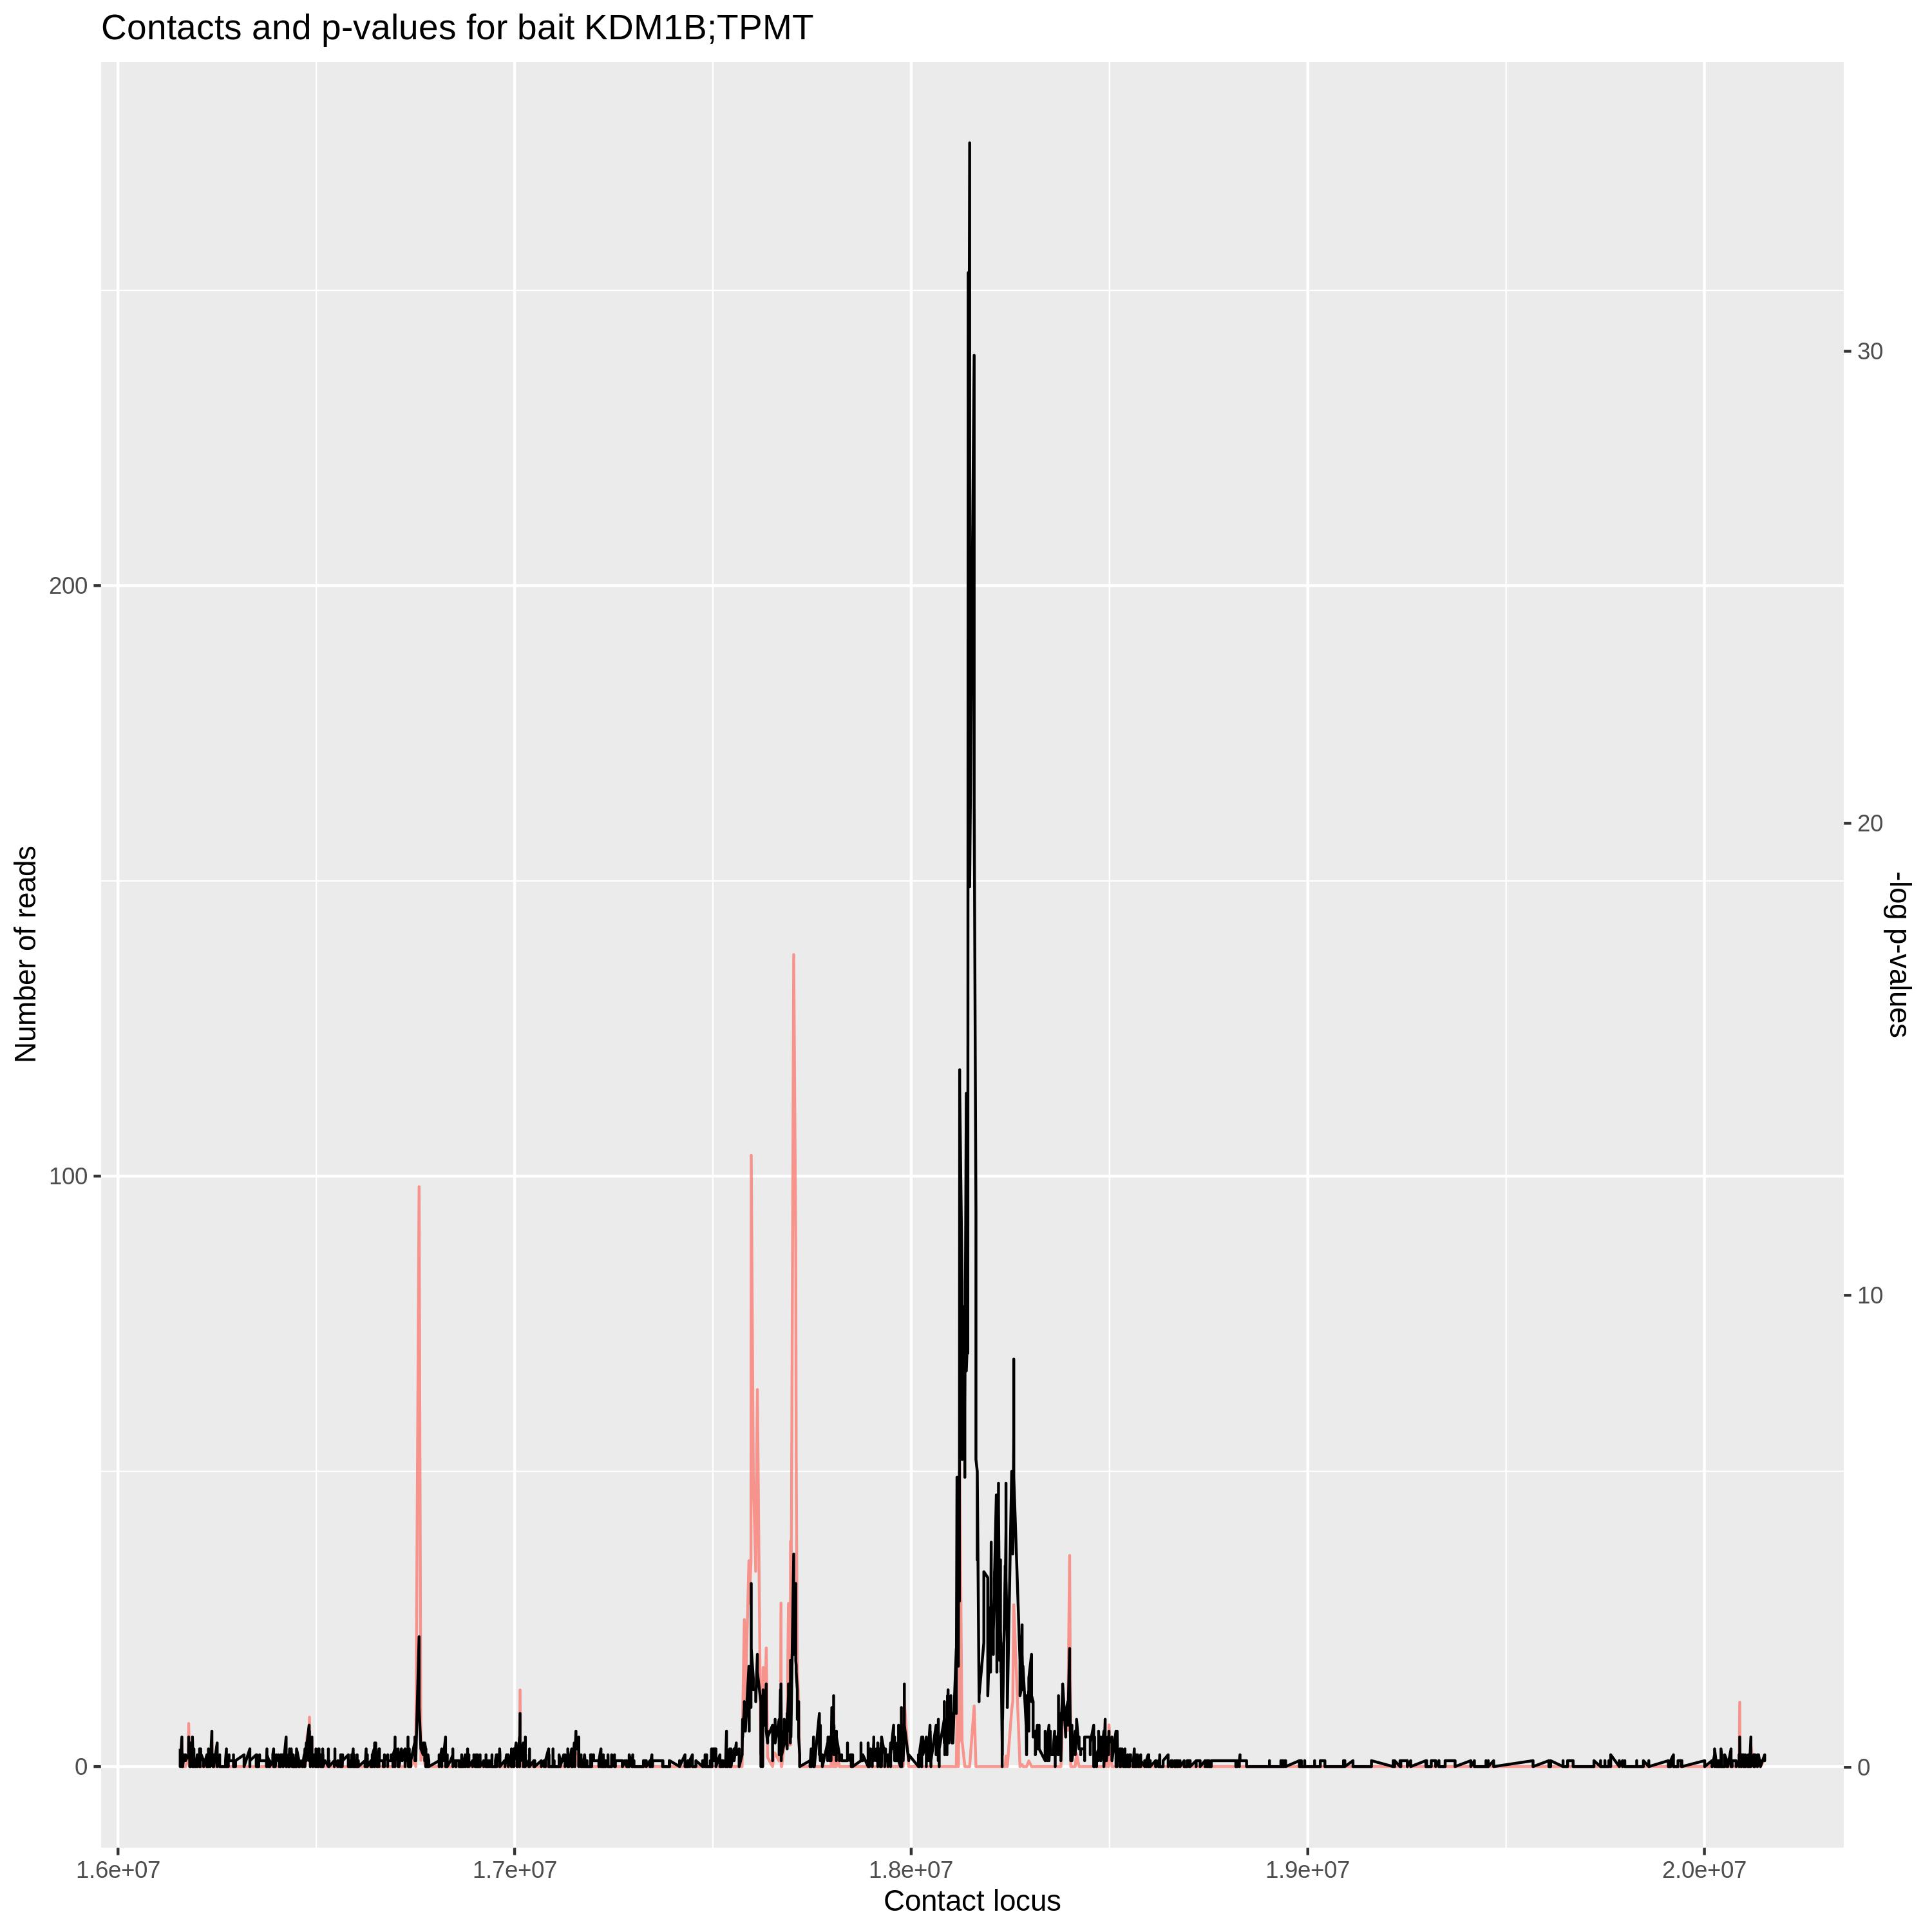 Contacts and p-values for bait KDM1B;TPMT
Number of reads
200
100
0
30
20
10
0
-log p-values
1.6e+07
1.7e+07
1.8e+07
1.9e+07
2.0e+07
Contact locus